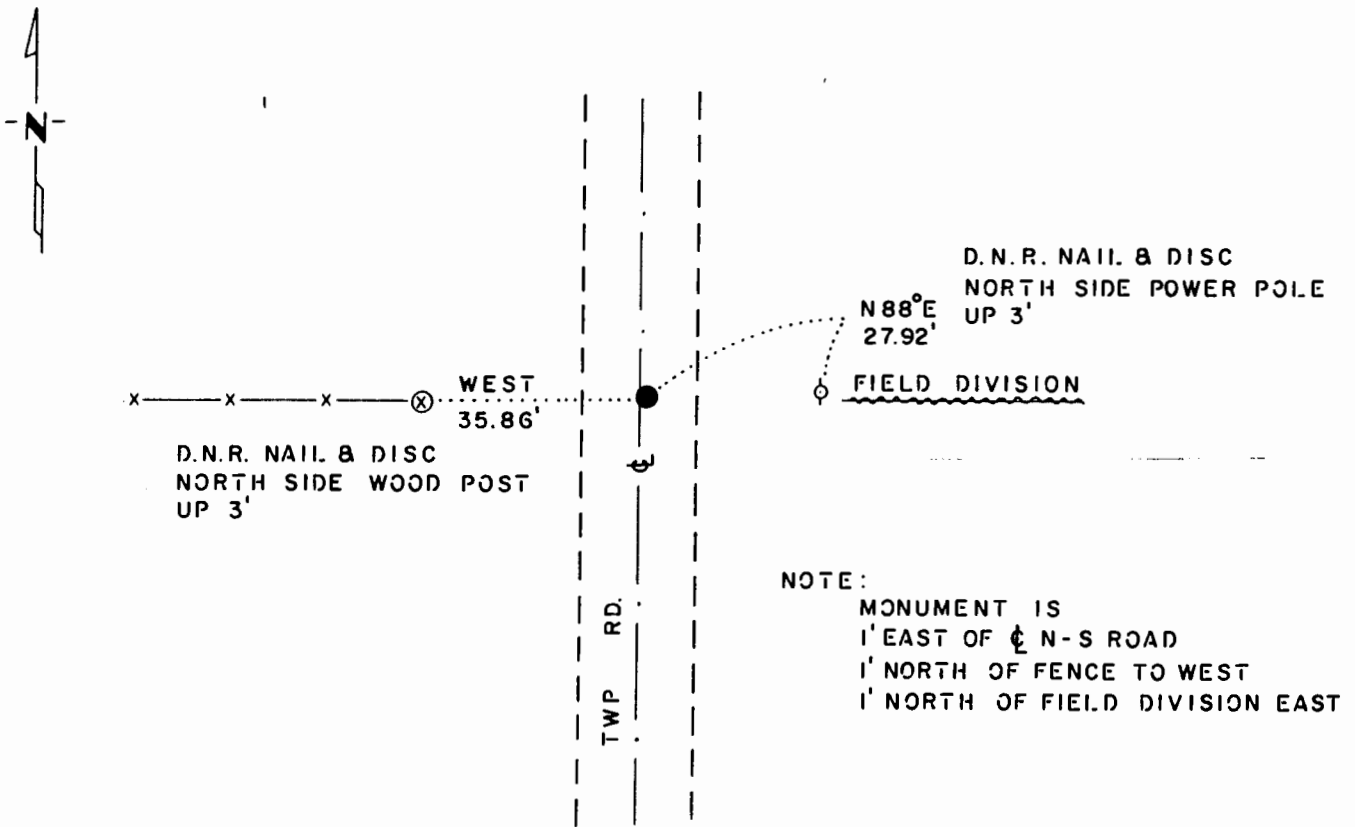 N
D.N.R. NAIL & DISC
NORTH SIDE POWER POLE
UP 3'
N 88°E
27.92'
WEST
35.86'
FIELD DIVISION
D.N.R. NAIL & DISC
NORTH SIDE WOOD POST
UP 3'
℄
TWP RD.
NOTE:
MONUMENT IS
1' EAST OF ℄ N-S ROAD
1' NORTH OF FENCE TO WEST
1' NORTH OF FIELD DIVISION EAST